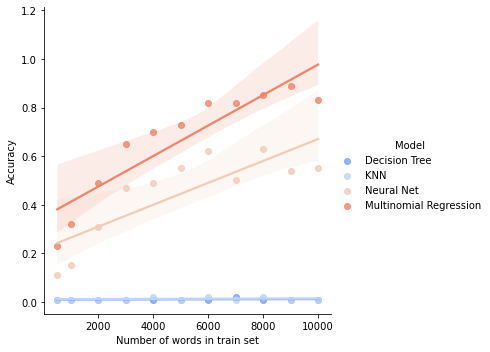 1.2
1.0
0.8
0.6
0.4
0.2
0.0
Accuracy
2000 4000 6000 8000 10000
Number of words in train set
Model
Decision Tree
KNN
Neural Net
Multinomial Regression